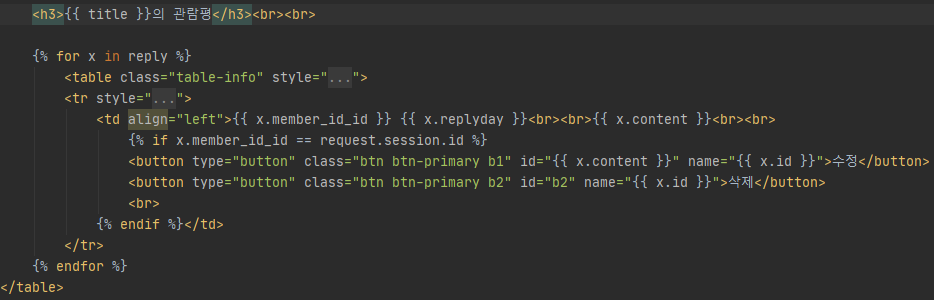 <h3>{{ title }}의 관람평</h3><br><br>
{% for x in reply %}
<table class="table-info" style="...">
<tr style="...">
<td align="left">{{ x.member_id_id }} {{ x.replyday }}<br><br>{{ x.content }}<br><br>
{% if x.member_id_id == request.session.id %}
<button type="button" class="btn btn-primary b1" id="{{ x.content }}" name="{{ x.id }}">수정</button>
<button type="button" class="btn btn-primary b2" id="b2" name="{{ x.id }}">삭제</button>
<br>
{% endif %}</td>
</tr>
{% endfor %}
</table>